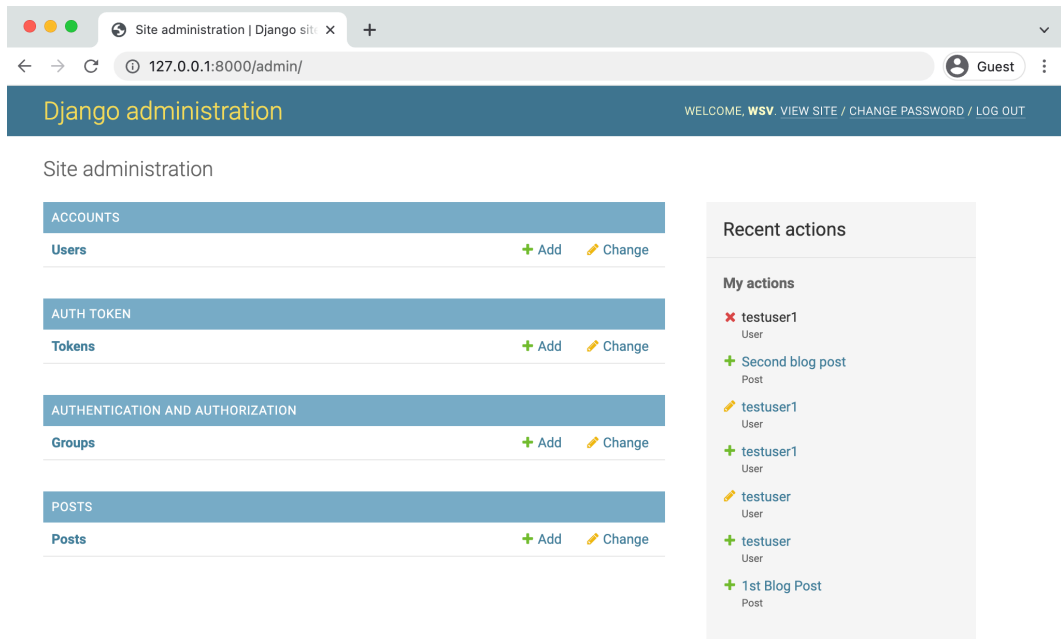 Site administration | Django sit
127.0.0.1:8000/admin/
Guest
Django administration
WELCOME, WSV. VIEW SITE / CHANGE PASSWORD / LOG OUT
Site administration
ACCOUNTS
Users Add Change
AUTH TOKEN
Tokens Add Change
AUTHENTICATION AND AUTHORIZATION
Groups Add Change
POSTS
Posts Add Change
Recent actions
My actions
testuser1
User
Second blog post
Post
testuser1
User
testuser1
User
testuser
User
testuser
User
1st Blog Post
Post